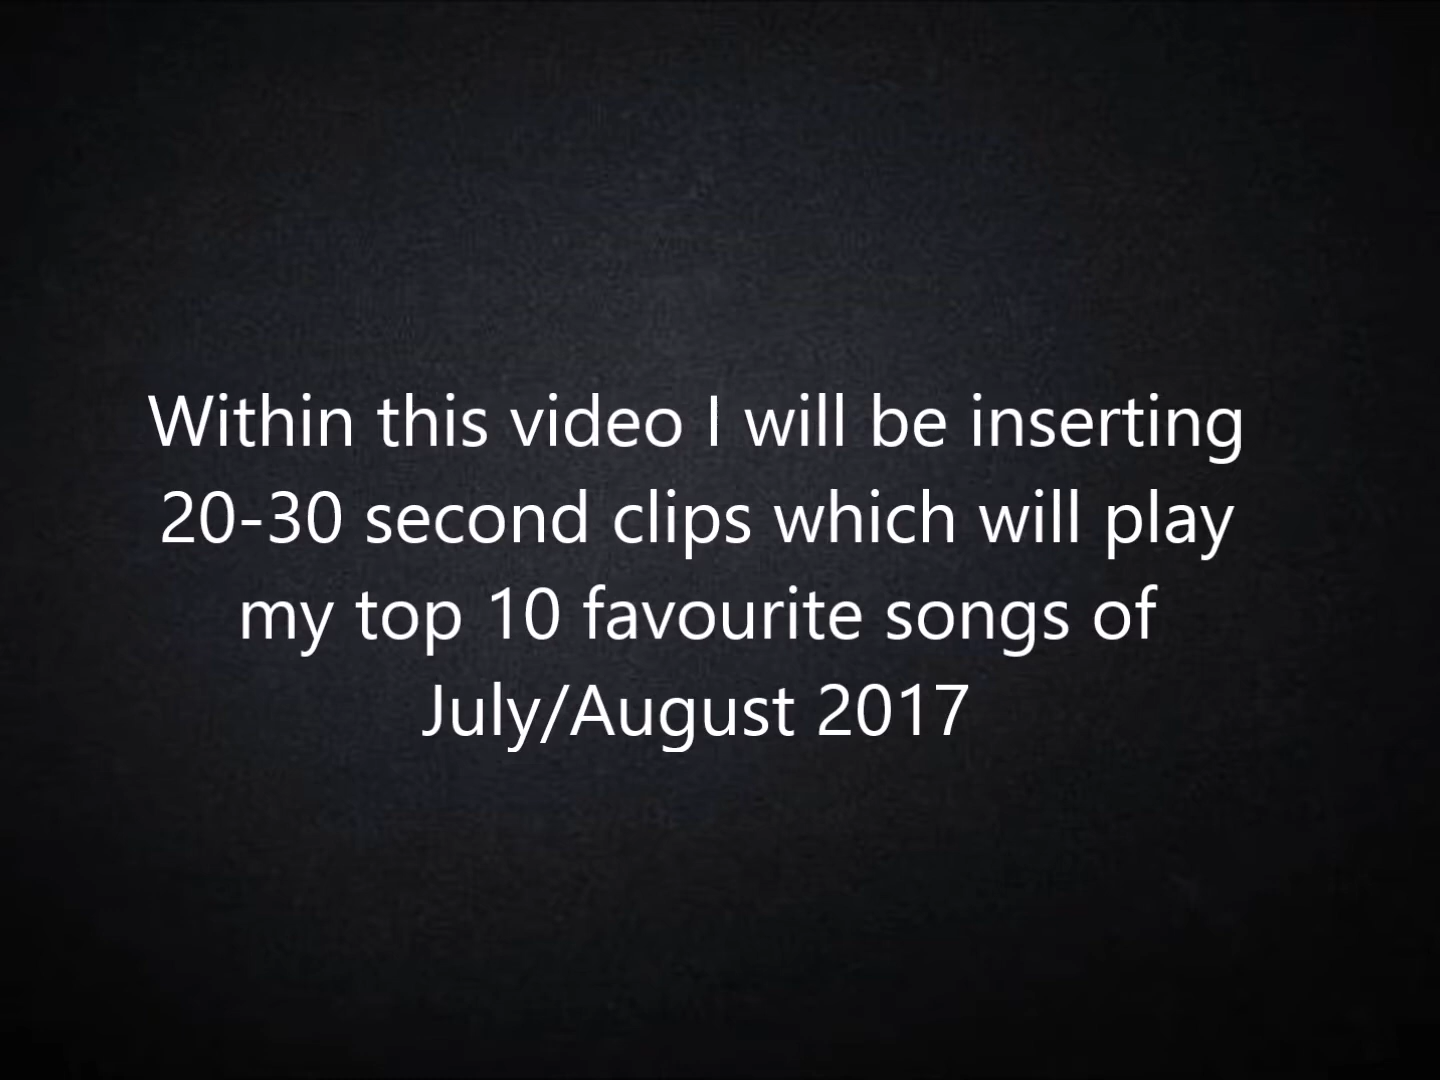 Within this video I will be inserting
20-30 second clips which will play
my top 10 favourite songs of
July/August 2017